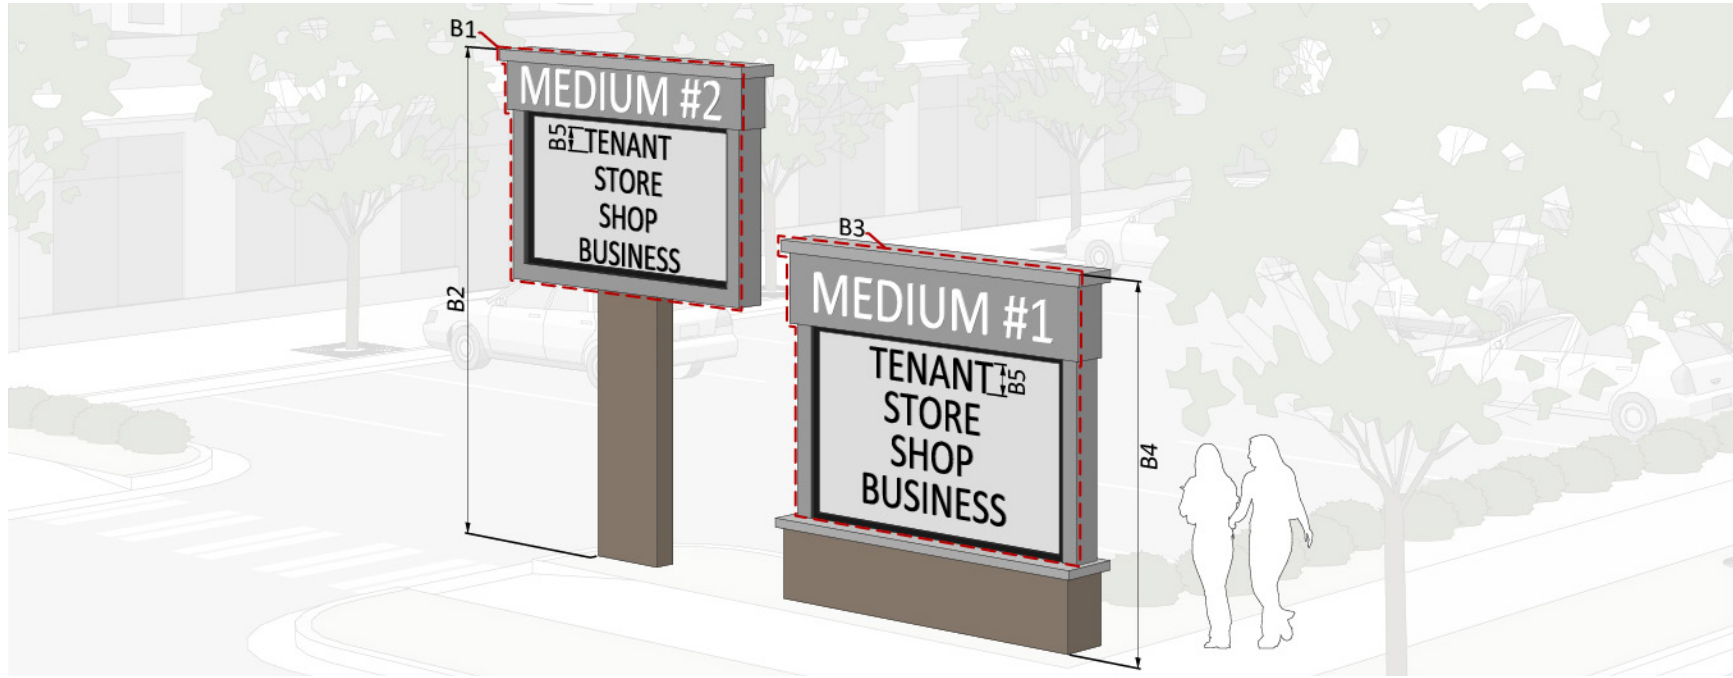 B1
MEDIUM #2
B5
TENANT
STORE
SHOP
BUSINESS
B2
B3
MEDIUM #1
TENANT
B5
STORE
SHOP
BUSINESS
B4